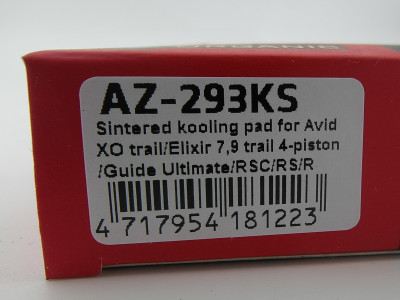 ORGANIC
AZ-293KS
Sintered kooling pad for Avid
XO trail/Elixir 7,9 trail 4-piston
/Guide Ultimate/RSC/RS/R
4 717954 181223